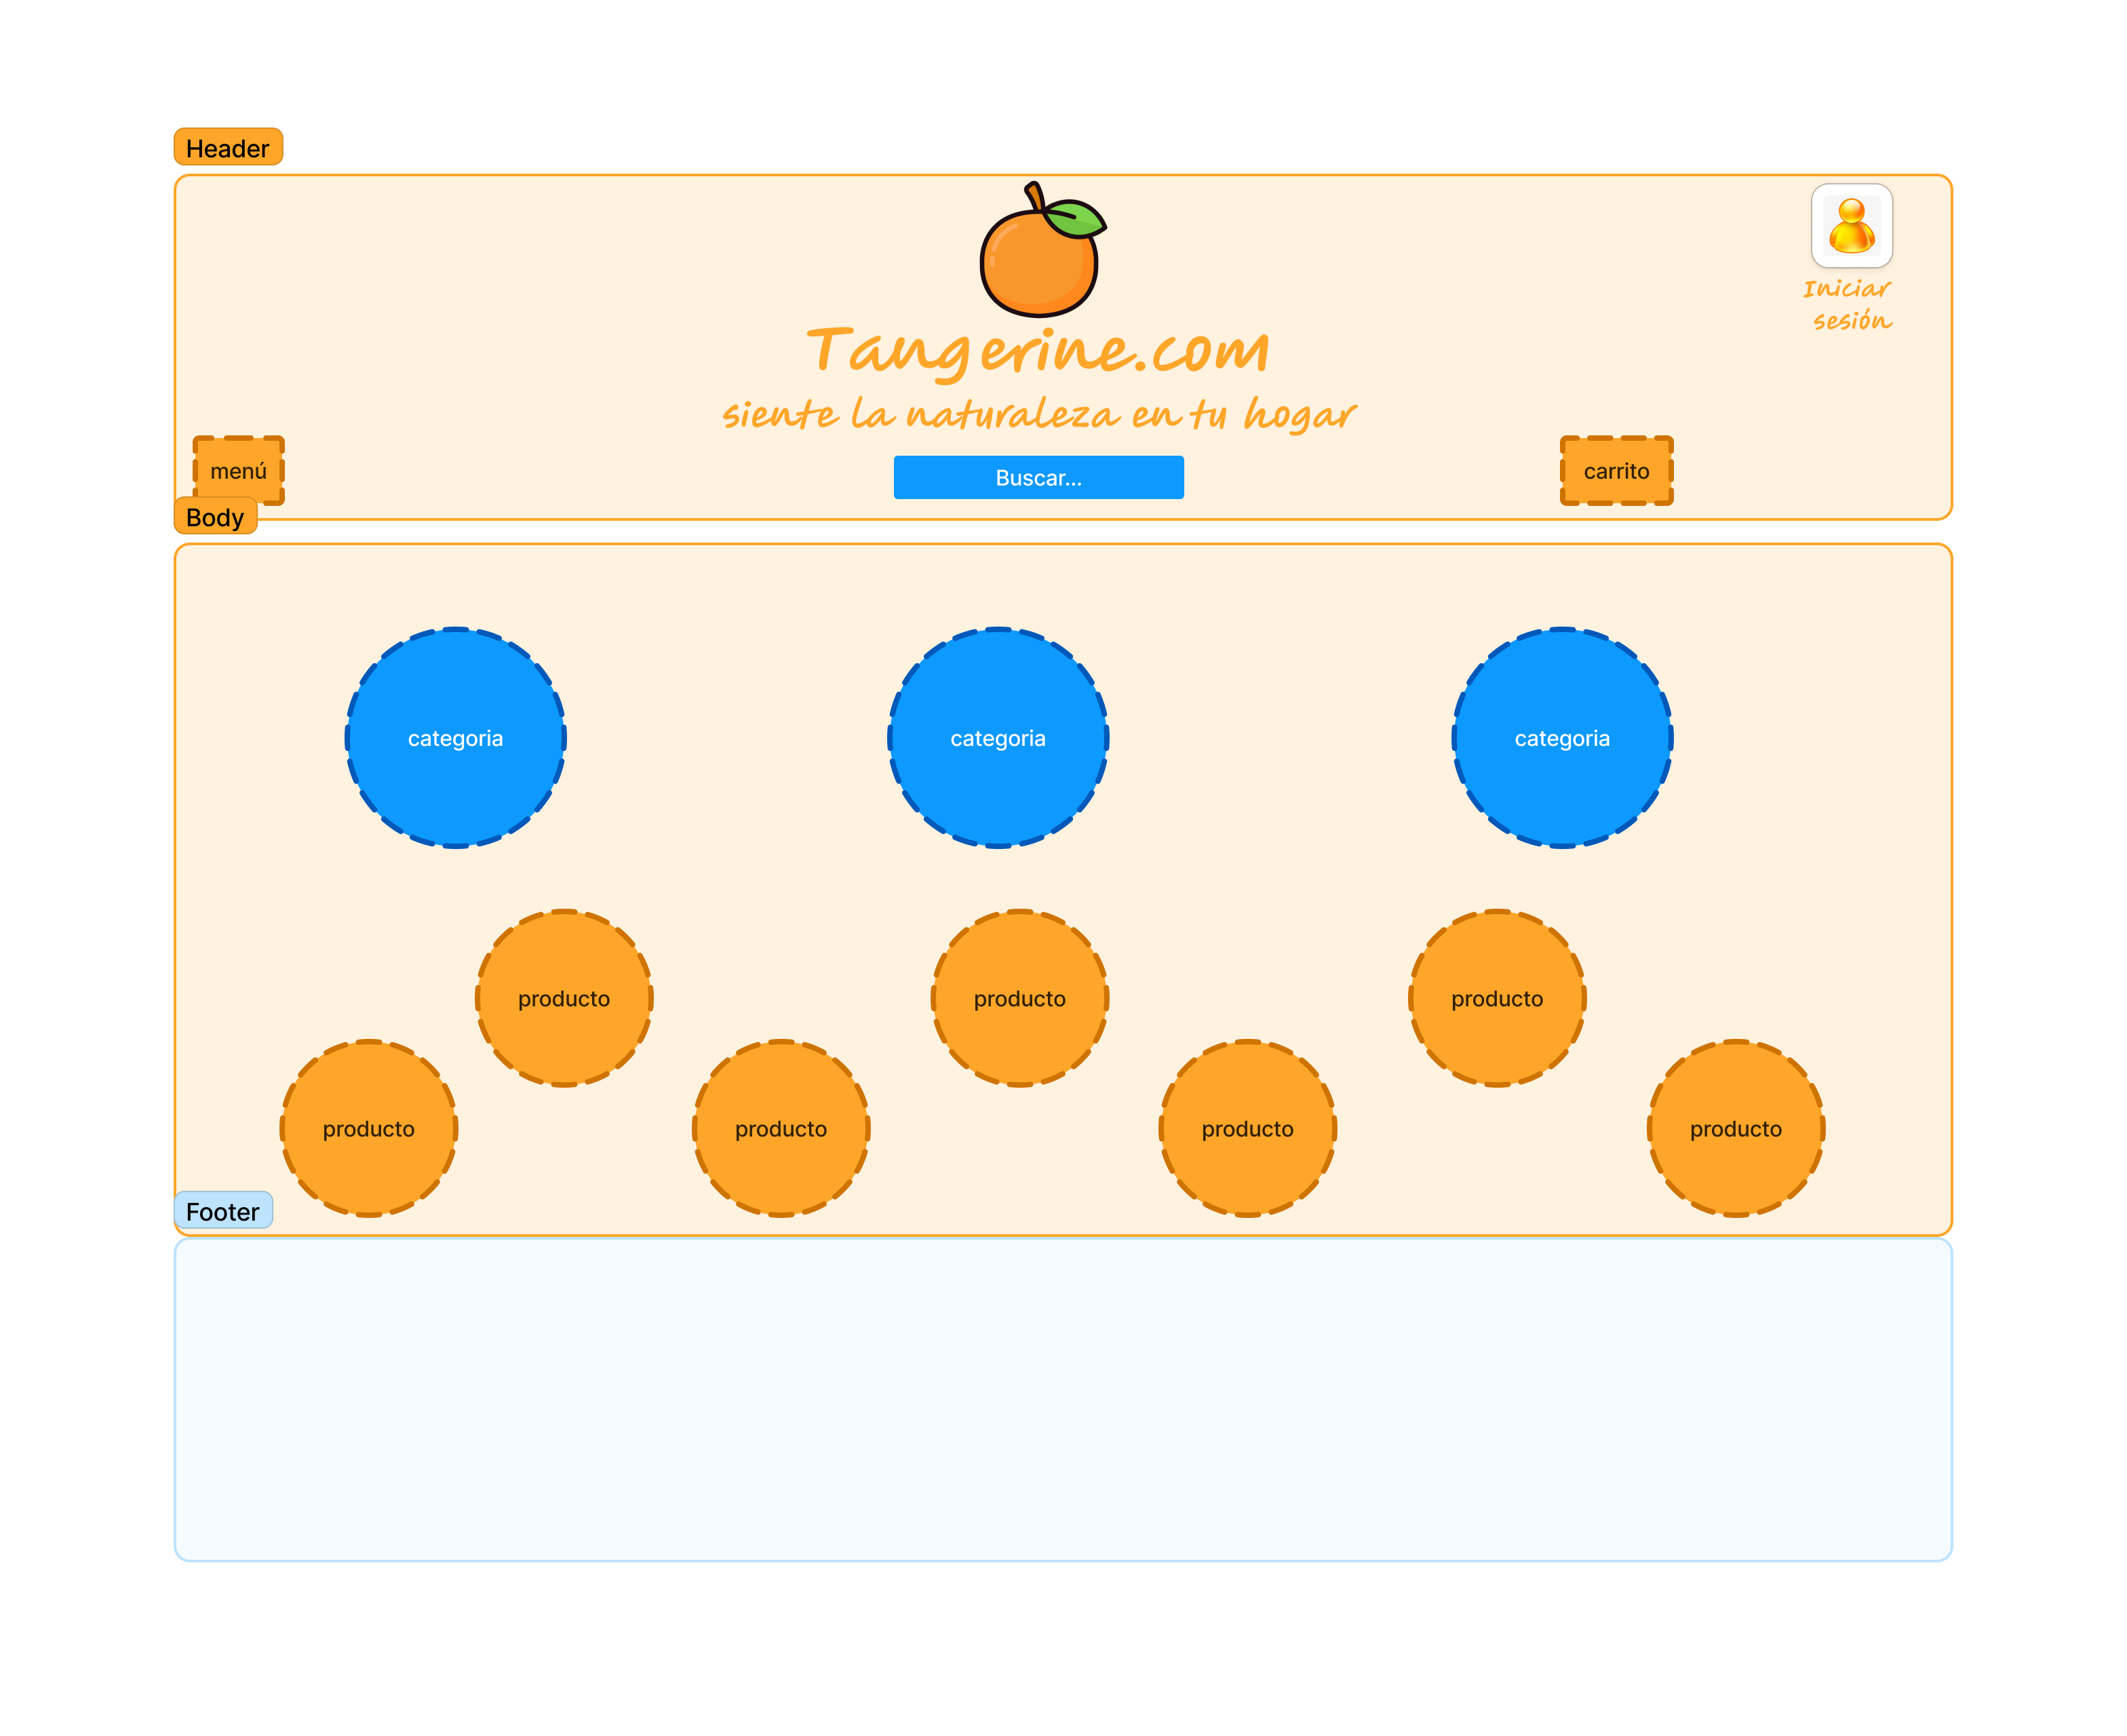 Header
Iniciar
sesión
Tangerine.com
siente la naturaleza en tu hogar
menú
Buscar...
carrito
Body
categoria
categoria
categoria
producto
producto
producto
producto
producto
producto
producto
Footer